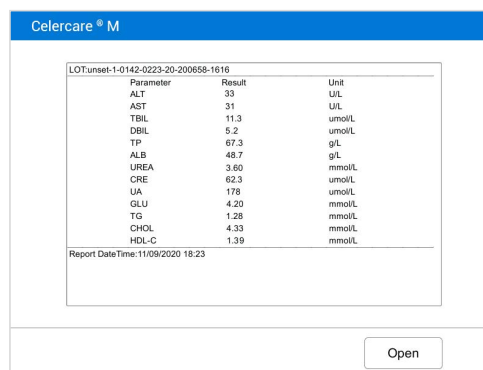 Celercare ® M
LOT:unset-1-0142-0223-20-200658-1616
Parameter Result Unit
ALT 33 U/L
AST 31 U/L
TBIL 11.3 umol/L
DBIL 5.2 umol/L
TP 67.3 g/L
ALB 48.7 g/L
UREA 3.60 mmol/L
CRE 62.3 umol/L
UA 178 umol/L
GLU 4.20 mmol/L
TG 1.28 mmol/L
CHOL 4.33 mmol/L
HDL-C 1.39 mmol/L
Report DateTime:11/09/2020 18:23
Open